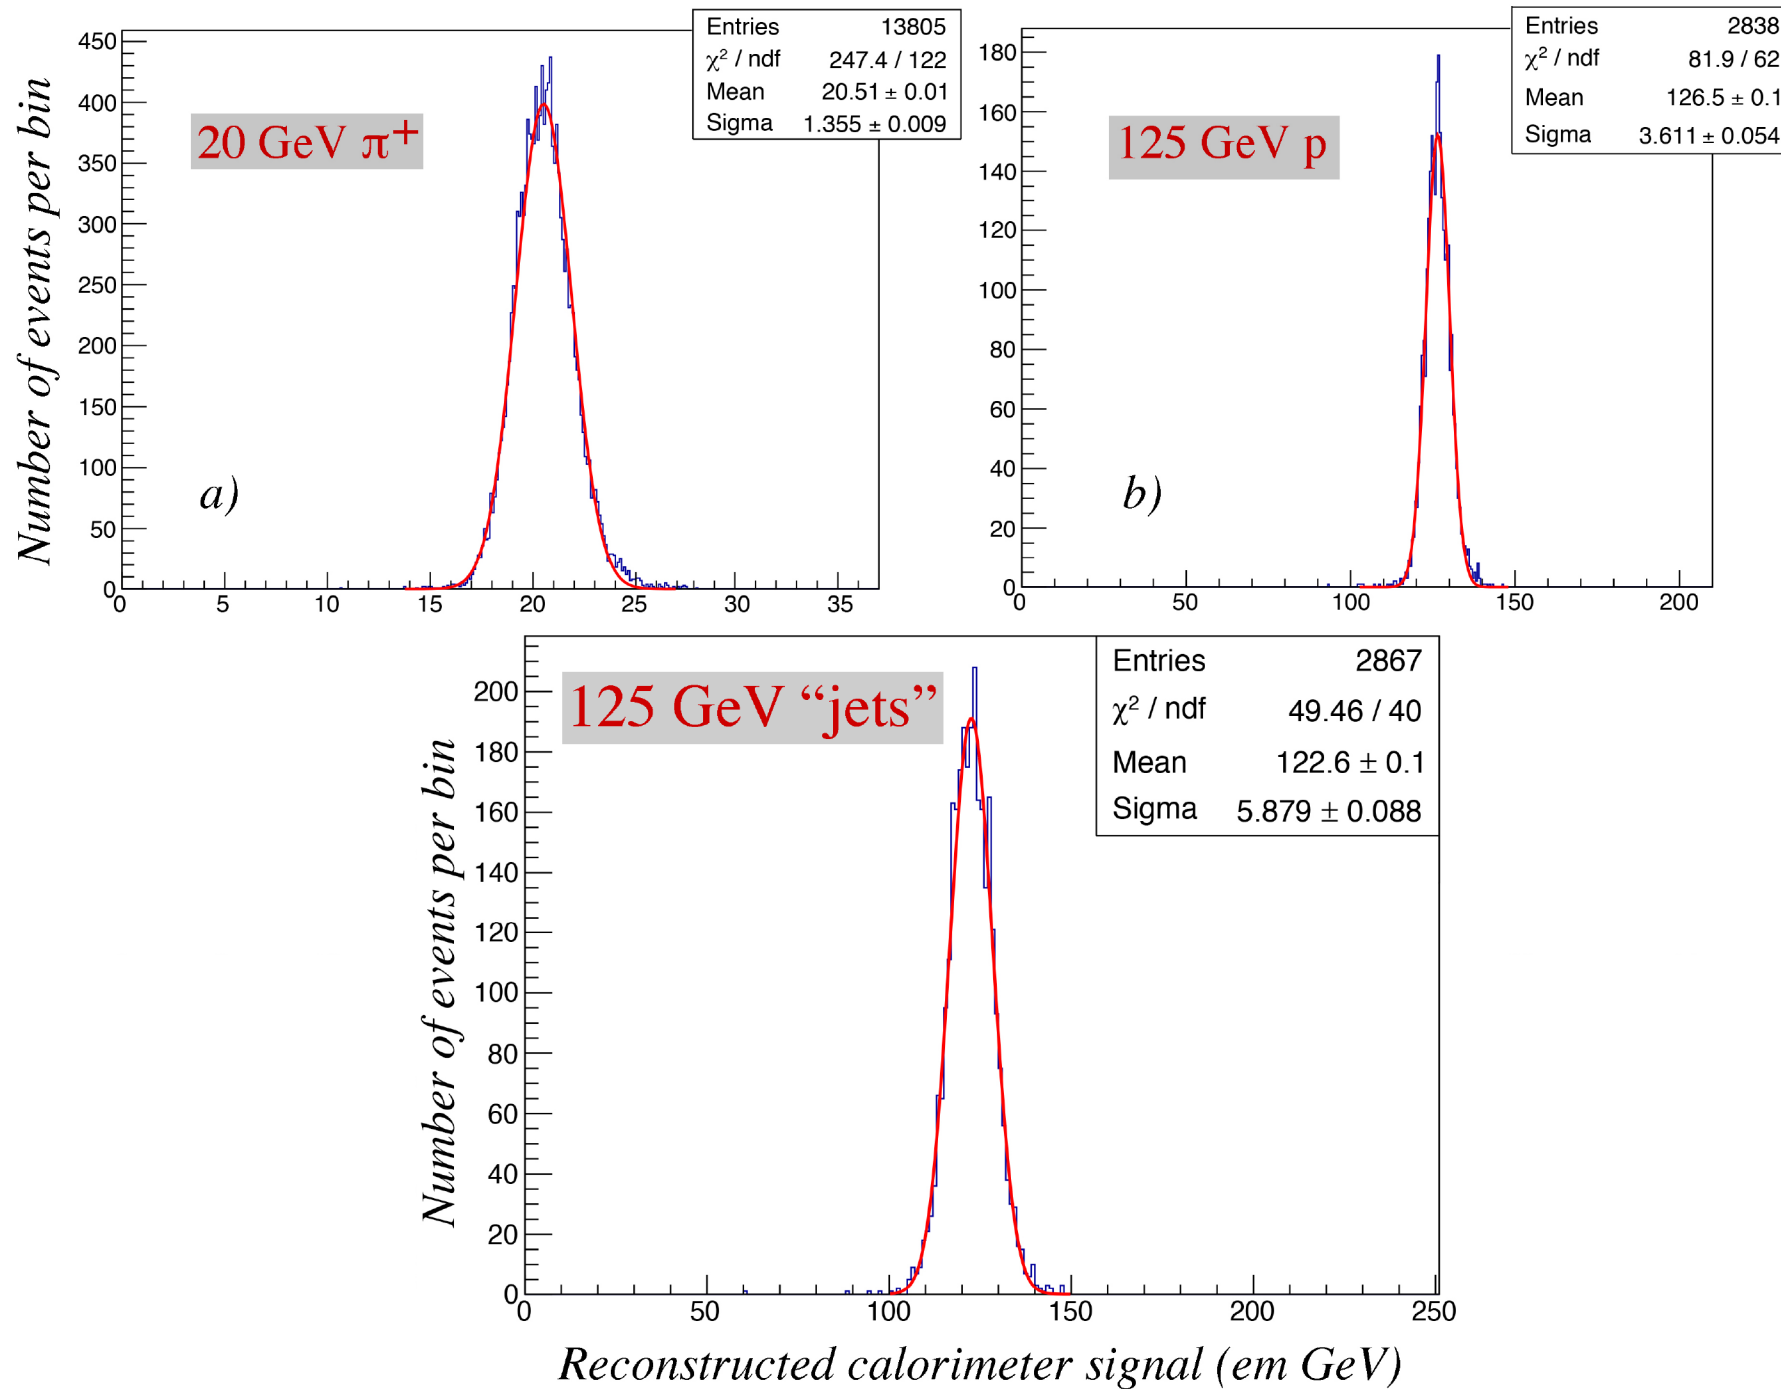 Entries 13805
χ² / ndf 247.4 / 122
Mean 20.51 ± 0.01
Sigma 1.355 ± 0.009
20 GeV π⁺
a)
Number of events per bin
450
400
350
300
250
200
150
100
50
0
0 5 10 15 20 25 30 35
Entries 2838
χ² / ndf 81.9 / 62
Mean 126.5 ± 0.1
Sigma 3.611 ± 0.054
125 GeV p
b)
180
160
140
120
100
80
60
40
20
0
0 50 100 150 200
Entries 2867
χ² / ndf 49.46 / 40
Mean 122.6 ± 0.1
Sigma 5.879 ± 0.088
125 GeV “jets”
Number of events per bin
200
180
160
140
120
100
80
60
40
20
0
0 50 100 150 200 250
Reconstructed calorimeter signal (em GeV)